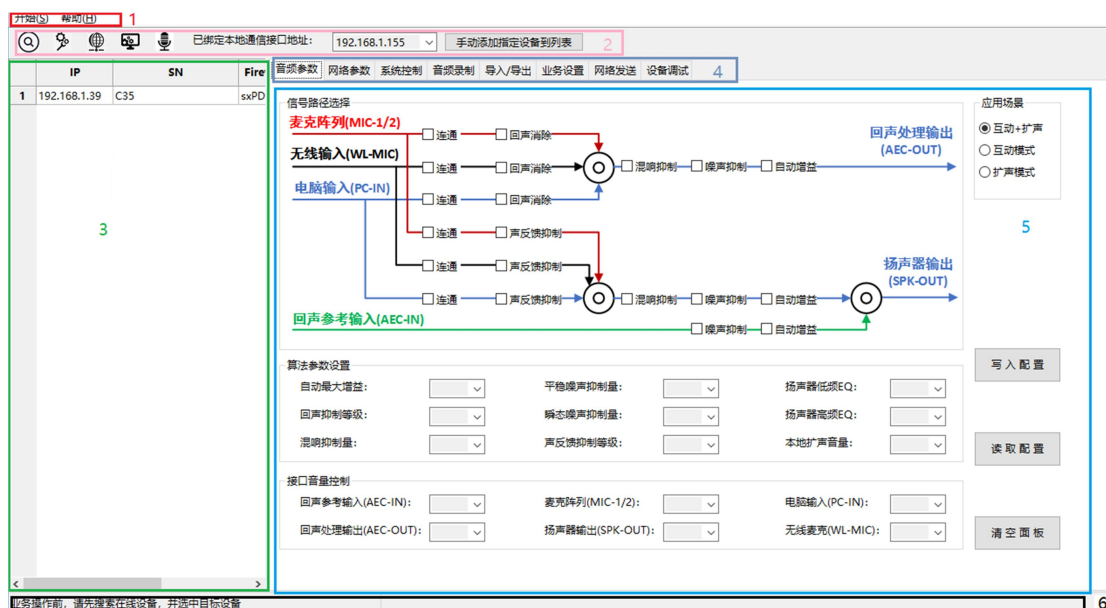 开始(S) 帮助(H) 1
已绑定本地通信接口地址: 192.168.1.155 手动添加指定设备到列表 2
IP SN Fire
1 192.168.1.39 C35 sxPD
3
音频参数 网络参数 系统控制 音频录制 导入/导出 业务设置 网络发送 设备调试 4
信号路径选择
麦克阵列(MIC-1/2)
连通 回声消除
回声处理输出
(AEC-OUT)
无线输入(WL-MIC)
连通 回声消除 混响抑制 噪声抑制 自动增益
电脑输入(PC-IN)
连通 回声消除
连通 声反馈抑制
连通 声反馈抑制
扬声器输出
(SPK-OUT)
连通 声反馈抑制 混响抑制 噪声抑制 自动增益
回声参考输入(AEC-IN)
噪声抑制 自动增益
应用场景
互动+扩声
互动模式
扩声模式
5
算法参数设置
自动最大增益: 平稳噪声抑制量: 扬声器低频EQ:
回声抑制等级: 瞬态噪声抑制量: 扬声器高频EQ:
混响抑制量: 声反馈抑制等级: 本地扩声音量:
接口音量控制
回声参考输入(AEC-IN): 麦克阵列(MIC-1/2): 电脑输入(PC-IN):
回声处理输出(AEC-OUT): 扬声器输出(SPK-OUT): 无线麦克(WL-MIC):
写入配置
读取配置
清空面板
业务操作前，请先搜索在线设备，并选中目标设备
6